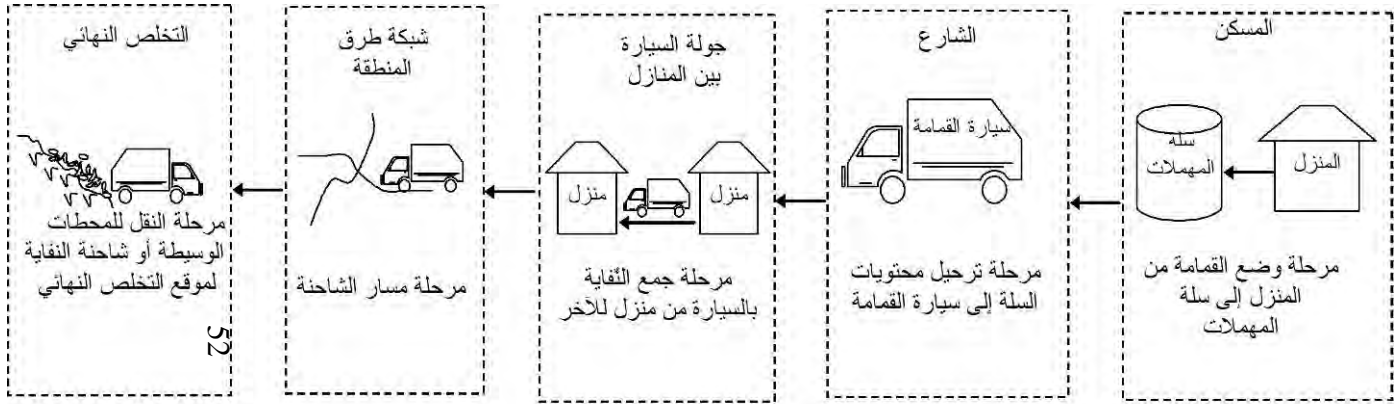 المسكن
المنزل
سلة
المهملات
مرحلة وضع القمامة من
المنزل إلى سلة
المهملات
الشارع
سيارة القمامة
مرحلة ترحيل محتويات
السلة إلى سيارة القمامة
جولة السيارة
بين المنازل
منزل
منزل
مرحلة جمع النّفاية
بالسيارة من منزل للآخر
شبكة طرق
المنطقة
مرحلة مسار الشاحنة
التخلص النهائي
مرحلة النقل للمحطات
الوسيطة أو شاحنة النفاية
لموقع التخلص النهائي
52